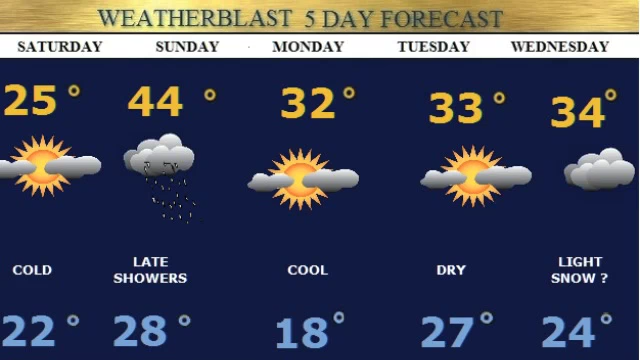 WEATHERBLAST 5 DAY FORECAST
SATURDAY SUNDAY MONDAY TUESDAY WEDNESDAY
25° 44° 32° 33° 34°
COLD LATE SHOWERS COOL DRY LIGHT SNOW ?
22° 28° 18° 27° 24°